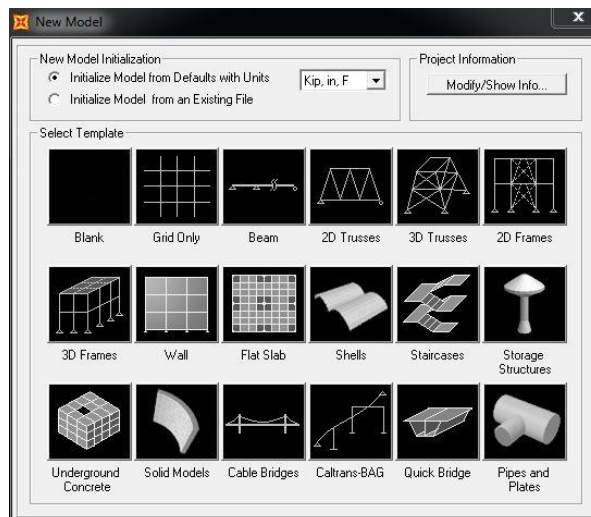 New Model
X
New Model Initialization
Initialize Model from Defaults with Units
Kip, in, F
Initialize Model from an Existing File
Project Information
Modify/Show Info...
Select Template
Blank
Grid Only
Beam
2D Trusses
3D Trusses
2D Frames
3D Frames
Wall
Flat Slab
Shells
Staircases
Storage
Structures
Underground
Concrete
Solid Models
Cable Bridges
Caltrans-BAG
Quick Bridge
Pipes and
Plates